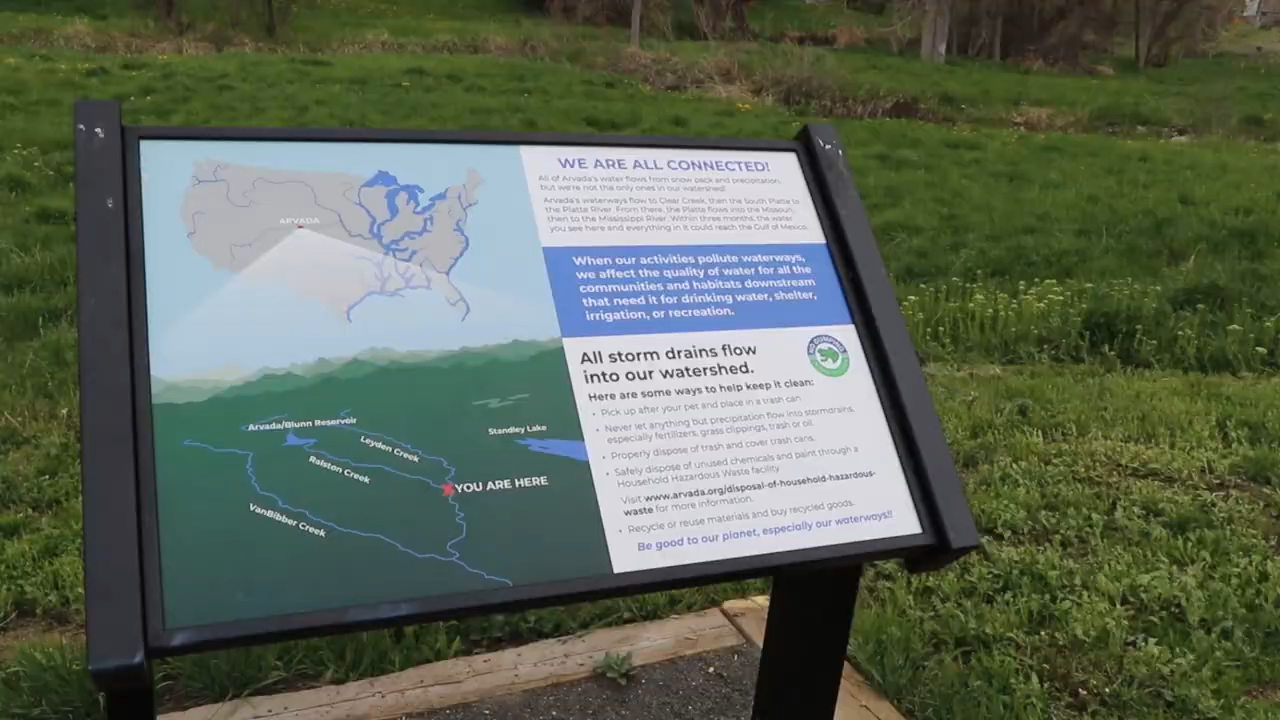 ARVADA
Arvada/Blunn Reservoir
Leyden Creek
Ralston Creek
VanBibber Creek
Standley Lake
YOU ARE HERE
WE ARE ALL CONNECTED!
All of Arvada's water flows from snow pack and precipitation,
but we're not the only ones in our watershed!
Arvada's waterways flow to Clear Creek, then the South Platte to
the Platte River. From there, the Platte flows into the Missouri,
then to the Mississippi River. Within three months, the water
you see here and everything in it could reach the Gulf of Mexico.
When our activities pollute waterways,
we affect the quality of water for all the
communities and habitats downstream
that need it for drinking water, shelter,
irrigation, or recreation.
All storm drains flow
into our watershed.
NO DUMPING
Here are some ways to help keep it clean:
• Pick up after your pet and place in a trash can
• Never let anything but precipitation flow into stormdrains,
especially fertilizers, grass clippings, trash or oil.
• Properly dispose of trash and cover trash cans.
• Safely dispose of unused chemicals and paint through a
Household Hazardous Waste facility
Visit www.arvada.org/disposal-of-household-hazardous-
waste for more information.
• Recycle or reuse materials and buy recycled goods.
Be good to our planet, especially our waterways!!